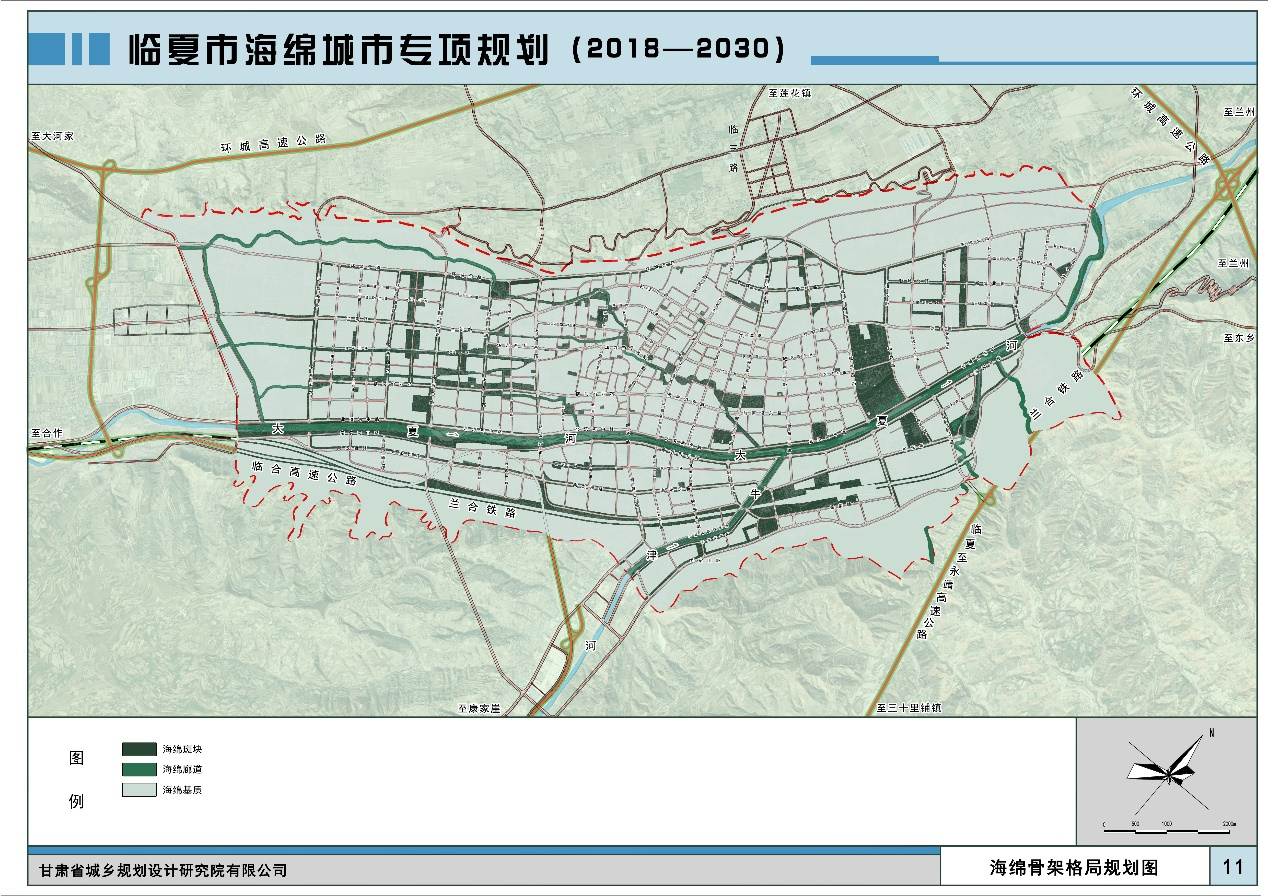 临夏市海绵城市专项规划(2018—2030)
至莲花镇
环城高速公路
至兰州
至大河家
环城高速公路
临三路
至兰州
至东乡
河
兰合铁路
夏
至合作
大
夏
河
大
临合高速公路
兰合铁路
牛
津
河
临夏至永靖高速公路
至康家崖
至三十里铺镇
图例
海绵斑块
海绵廊道
海绵基质
N
0 500 1000 2000m
甘肃省城乡规划设计研究院有限公司
海绵骨架格局规划图
11